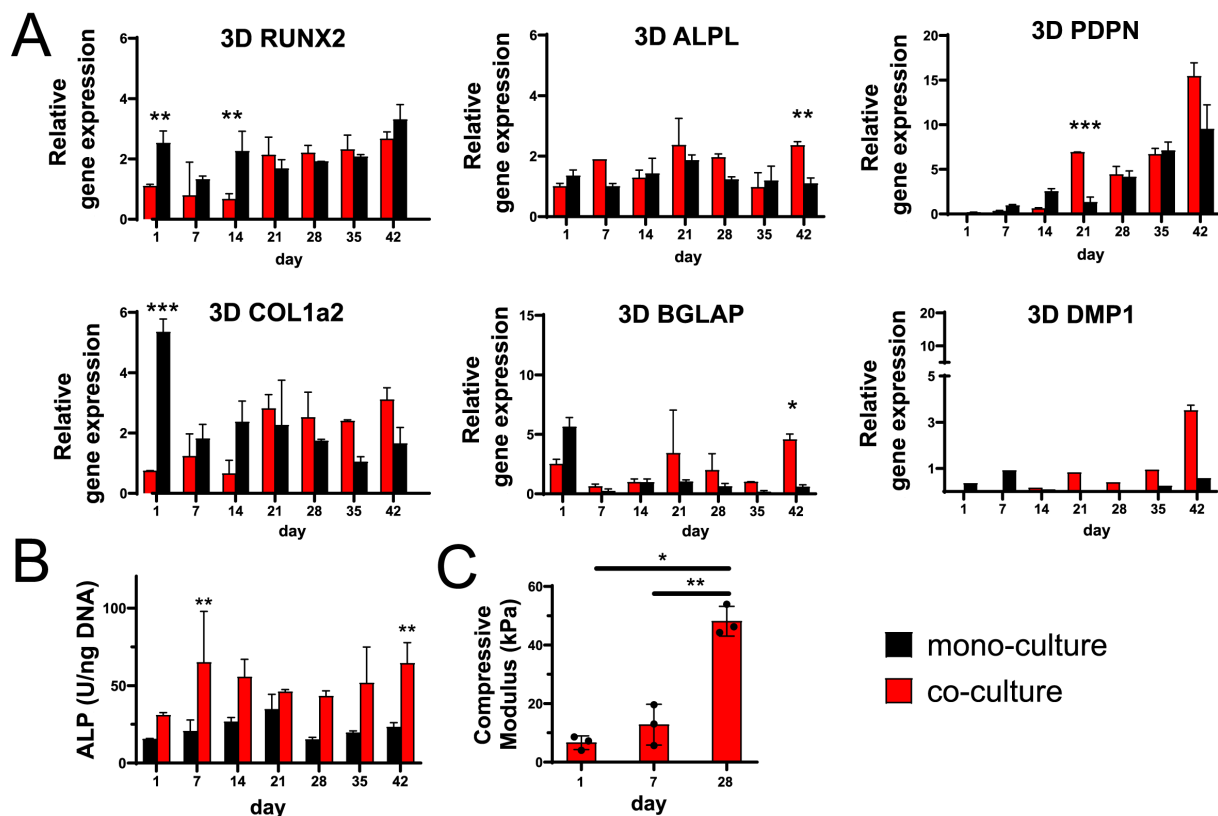 A
3D RUNX2
Relative
gene expression
6
4
2
0
**
**
1 7 14 21 28 35 42
day
3D ALPL
Relative
gene expression
6
4
2
0
**
1 7 14 21 28 35 42
day
3D PDPN
Relative
gene expression
20
15
10
5
0
***
1 7 14 21 28 35 42
day
3D COL1a2
Relative
gene expression
6
4
2
0
***
1 7 14 21 28 35 42
day
3D BGLAP
Relative
gene expression
15
10
5
0
*
1 7 14 21 28 35 42
day
3D DMP1
Relative
gene expression
20
10
5
3
1
1 7 14 21 28 35 42
day
B
ALP (U/ng DNA)
100
50
0
**
**
1 7 14 21 28 35 42
day
C
Compressive
Modulus (kPa)
60
40
20
0
*
**
1 7 28
day
mono-culture
co-culture